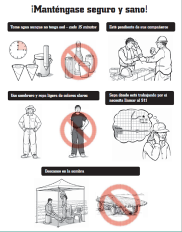 ¡Manténgase seguro y sano!
Tome agua aunque no tenga sed - cada 15 minutos
Esté pendiente de sus compañeros
Use sombrero y ropa ligera de colores claros
Sepa donde está trabajando por si
necesita llamar al 911
Descanse en la sombra